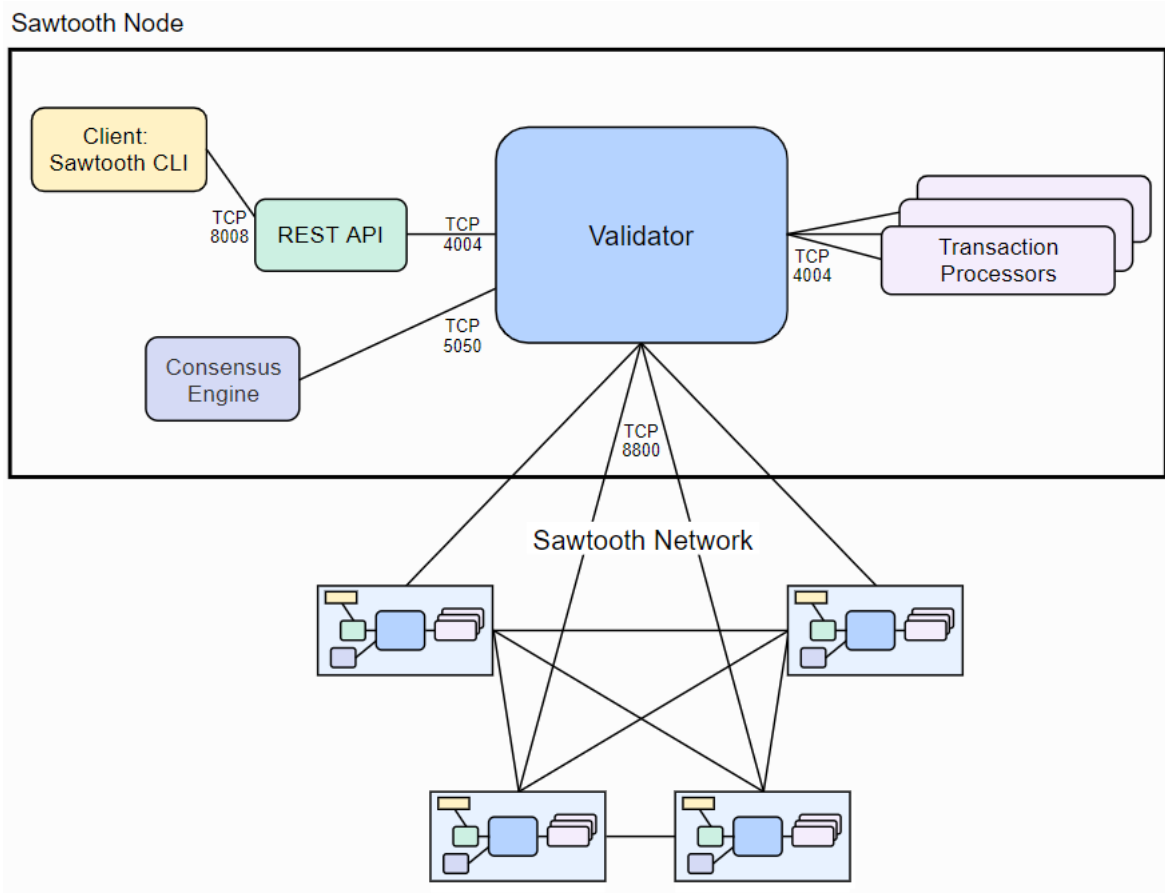 Sawtooth Node
Client:
Sawtooth CLI
TCP
8008
REST API
TCP
4004
Validator
TCP
4004
Transaction
Processors
TCP
5050
Consensus
Engine
TCP
8800
Sawtooth Network